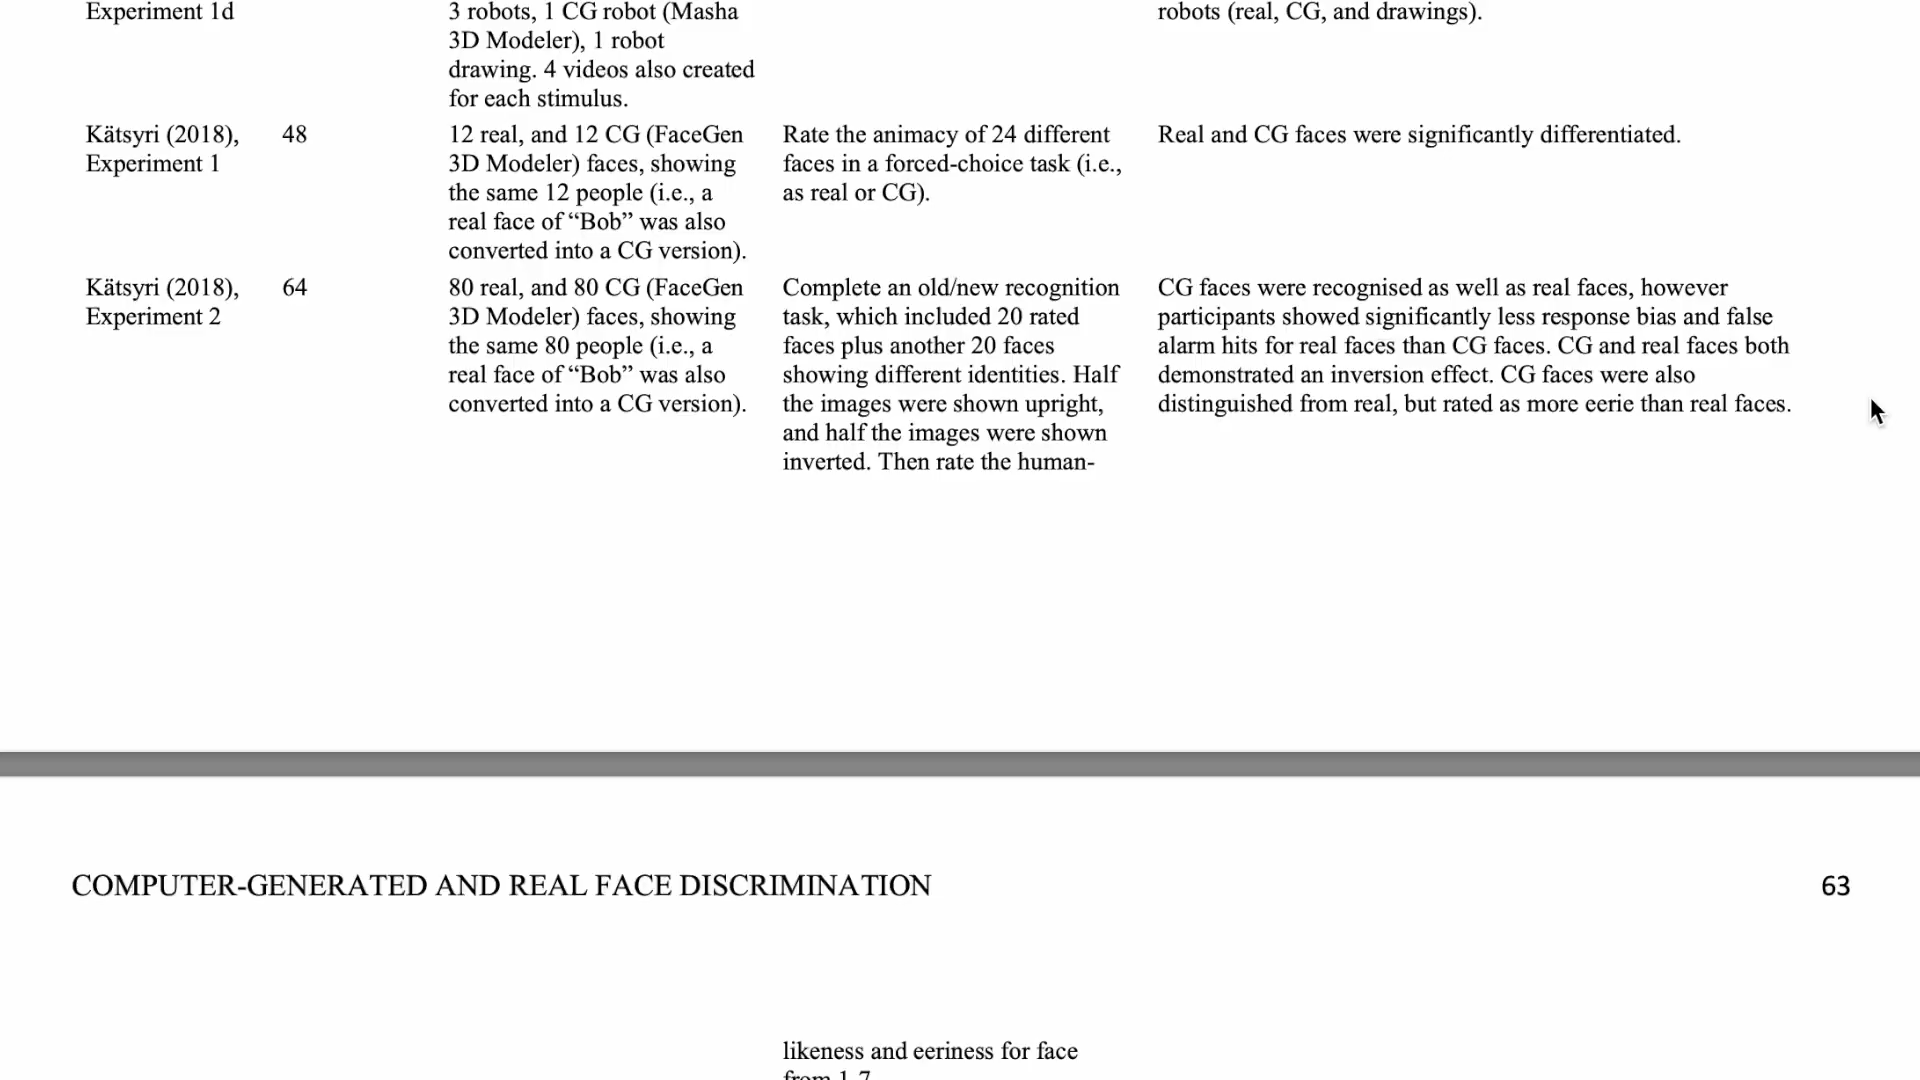 Experiment 1d
3 robots, 1 CG robot (Masha
3D Modeler), 1 robot
drawing. 4 videos also created
for each stimulus.
robots (real, CG, and drawings).
Kätsyri (2018),
Experiment 1
48
12 real, and 12 CG (FaceGen
3D Modeler) faces, showing
the same 12 people (i.e., a
real face of “Bob” was also
converted into a CG version).
Rate the animacy of 24 different
faces in a forced-choice task (i.e.,
as real or CG).
Real and CG faces were significantly differentiated.
Kätsyri (2018),
Experiment 2
64
80 real, and 80 CG (FaceGen
3D Modeler) faces, showing
the same 80 people (i.e., a
real face of “Bob” was also
converted into a CG version).
Complete an old/new recognition
task, which included 20 rated
faces plus another 20 faces
showing different identities. Half
the images were shown upright,
and half the images were shown
inverted. Then rate the human-
CG faces were recognised as well as real faces, however
participants showed significantly less response bias and false
alarm hits for real faces than CG faces. CG and real faces both
demonstrated an inversion effect. CG faces were also
distinguished from real, but rated as more eerie than real faces.
COMPUTER-GENERATED AND REAL FACE DISCRIMINATION
63
likeness and eeriness for face
from 1-7